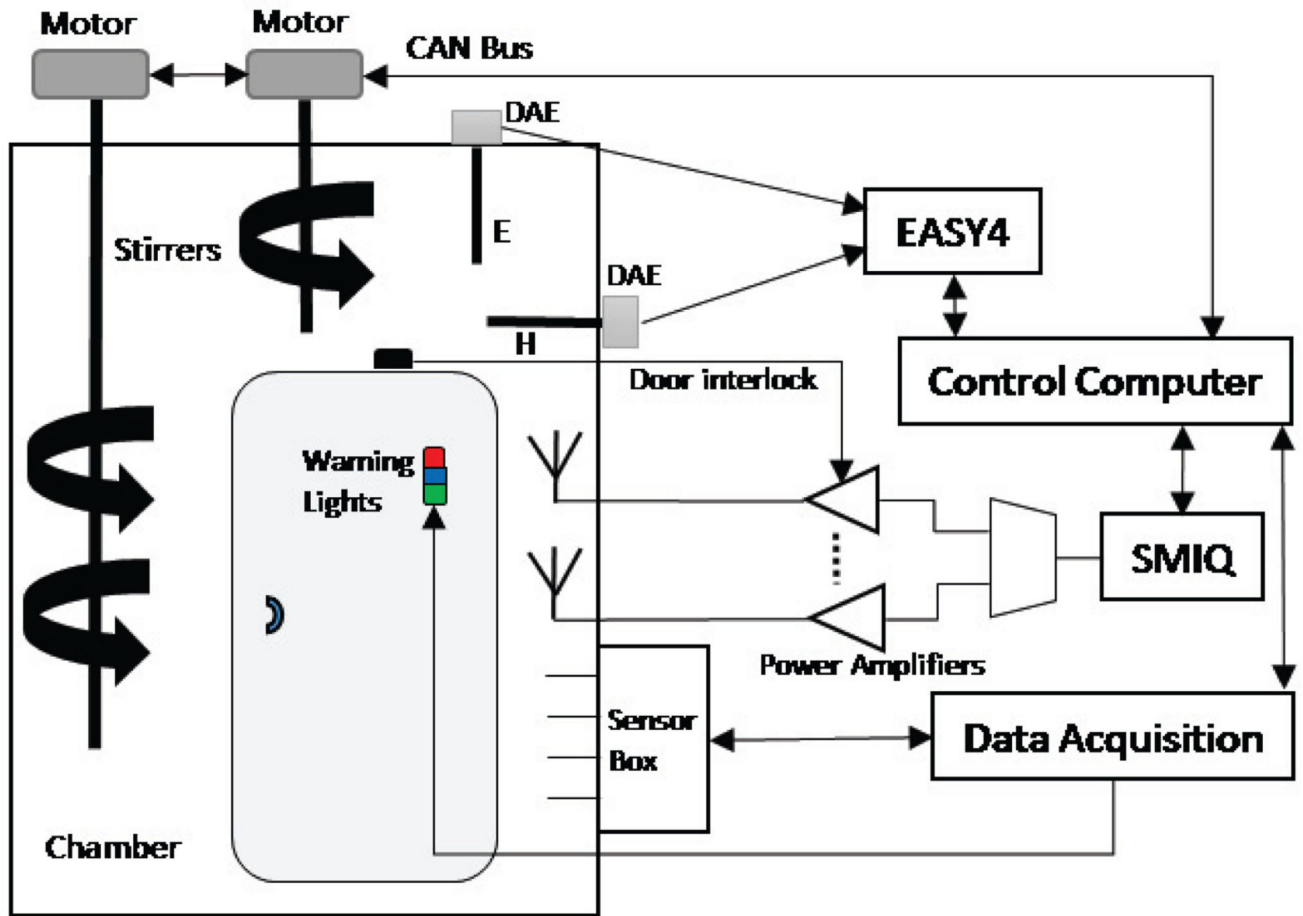 Motor
Motor
CAN Bus
DAE
EASY4
Stirrers
E
DAE
H
Door interlock
Control Computer
Warning
Lights
SMIQ
Power Amplifiers
Sensor
Box
Data Acquisition
Chamber